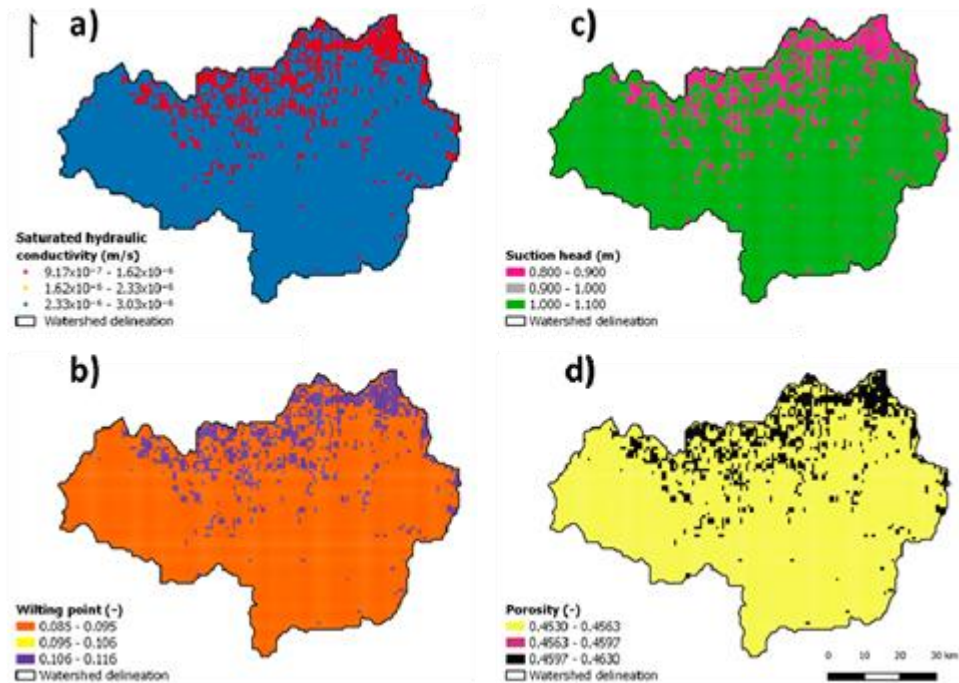 a)
Saturated hydraulic
conductivity (m/s)
9.17x10⁻⁷ - 1.62x10⁻⁶
1.62x10⁻⁶ - 2.33x10⁻⁶
2.33x10⁻⁶ - 3.03x10⁻⁶
Watershed delineation
c)
Suction head (m)
0.800 - 0.900
0.900 - 1.000
1.000 - 1.100
Watershed delineation
b)
Wilting point (-)
0.085 - 0.095
0.095 - 0.106
0.106 - 0.116
Watershed delineation
d)
Porosity (-)
0.4530 - 0.4563
0.4563 - 0.4597
0.4597 - 0.4630
Watershed delineation
0 10 20 30 km